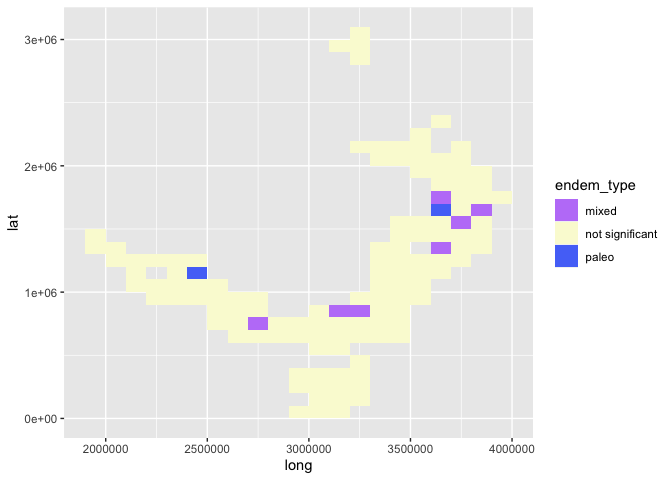 3e+06
2e+06
1e+06
0e+00
lat
2000000
2500000
3000000
3500000
4000000
long
endem_type
mixed
not significant
paleo